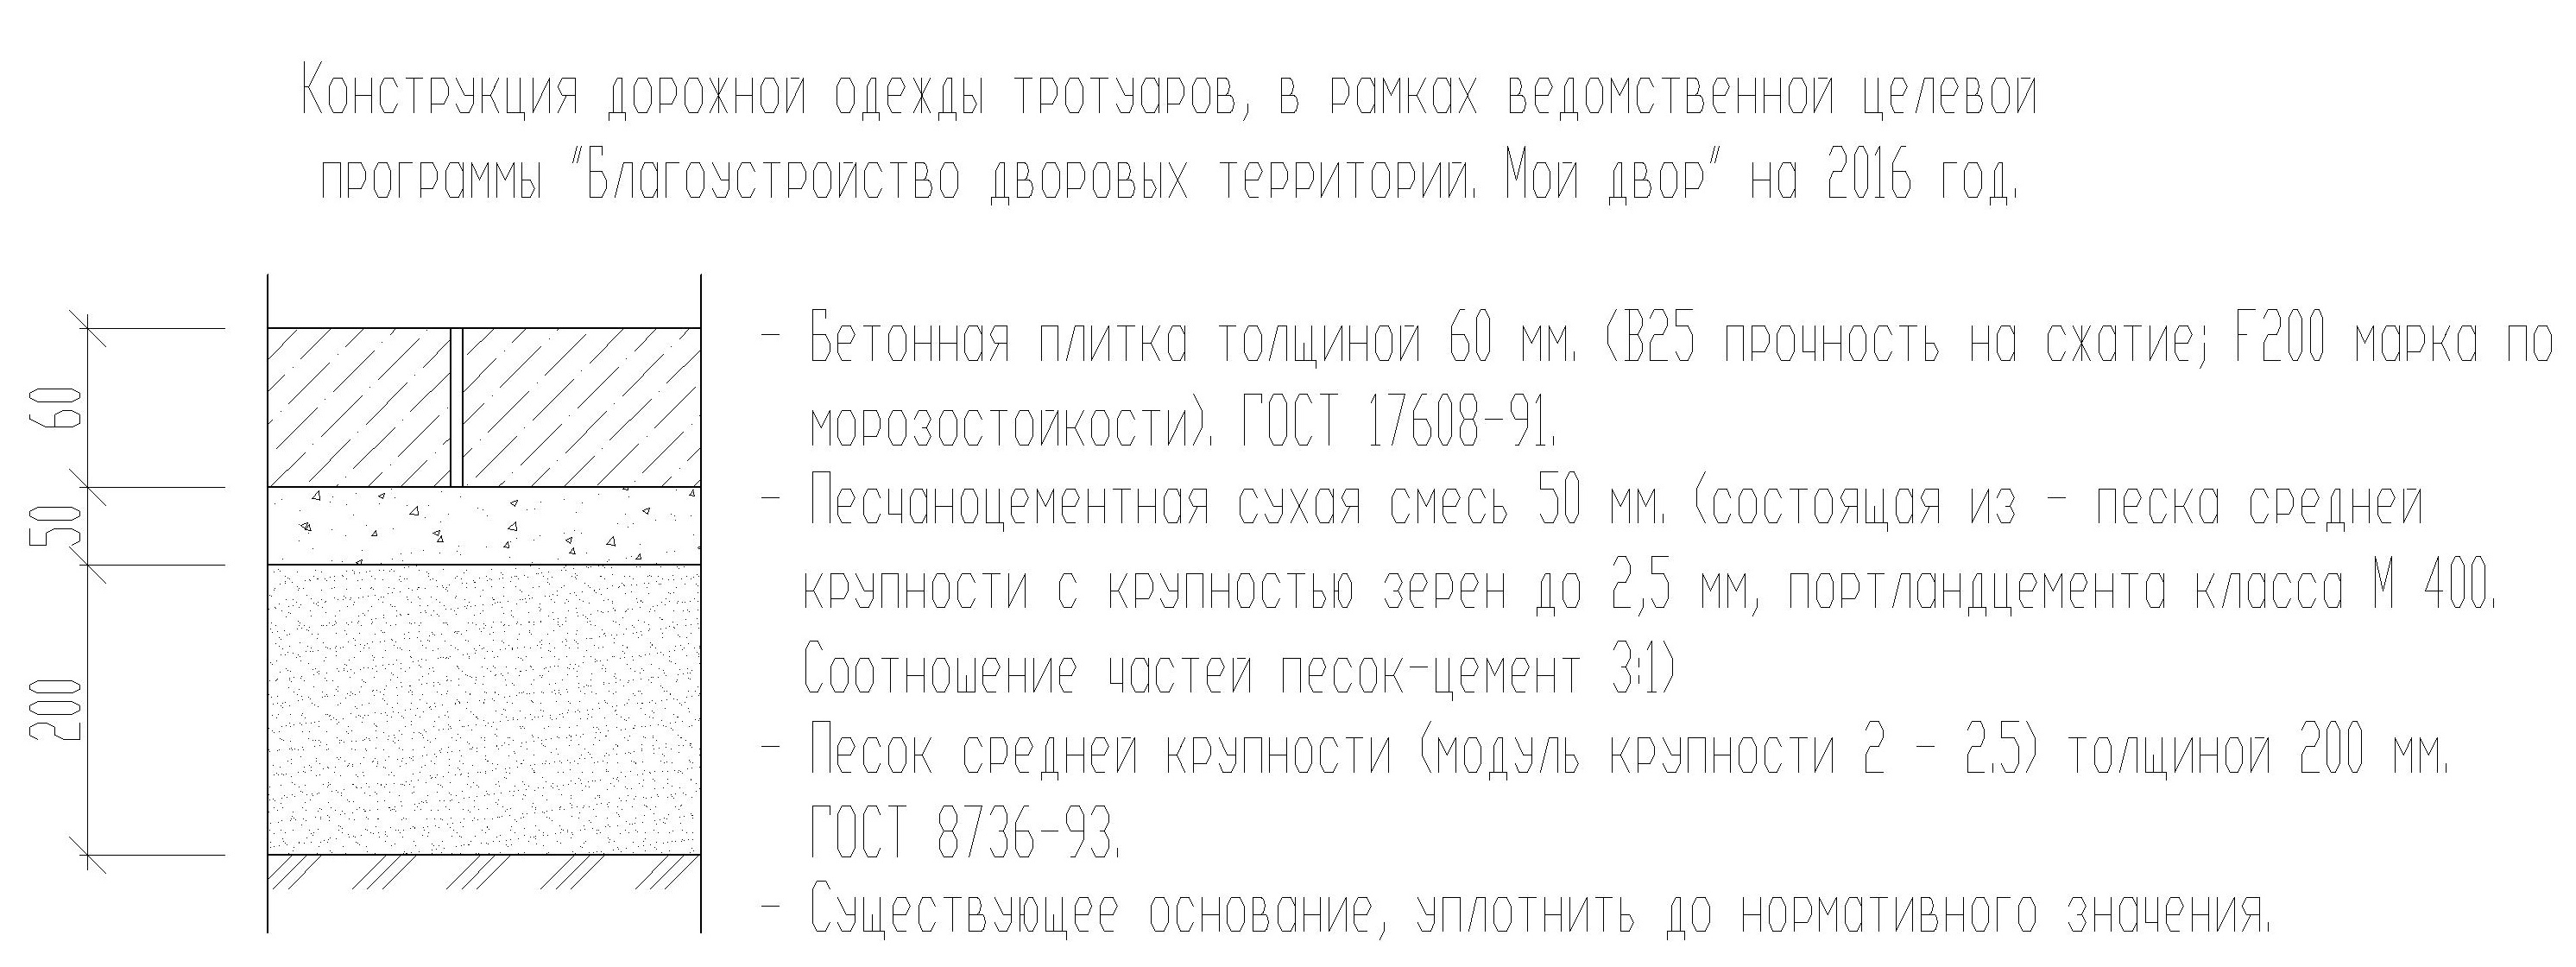 Конструкция дорожной одежды тротуаров, в рамках ведомственной целевой
программы "Благоустройство дворовых территорий. Мой двор" на 2016 год.
60
50
200
- Бетонная плитка толщиной 60 мм. (В25 прочность на сжатие; F200 марка по
морозостойкости). ГОСТ 17608-91.
- Песчаноцементная сухая смесь 50 мм. (состоящая из - песка средней
крупности с крупностью зерен до 2,5 мм, портландцемента класса М 400.
Соотношение частей песок-цемент 3:1)
- Песок средней крупности (модуль крупности 2 - 2.5) толщиной 200 мм.
ГОСТ 8736-93.
- Существующее основание, уплотнить до нормативного значения.